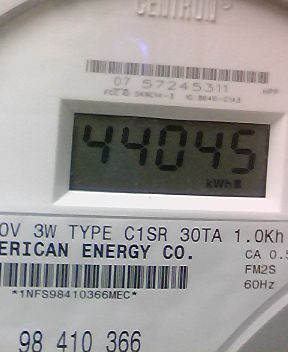 CENTRON®
07 57245311
44045
kWh
0V 3W TYPE C1SR 30TA 1.0Kh
ERICAN ENERGY CO.
CA 0.5
FM2S
*1NFS98410366MEC*
60Hz
98 410 366